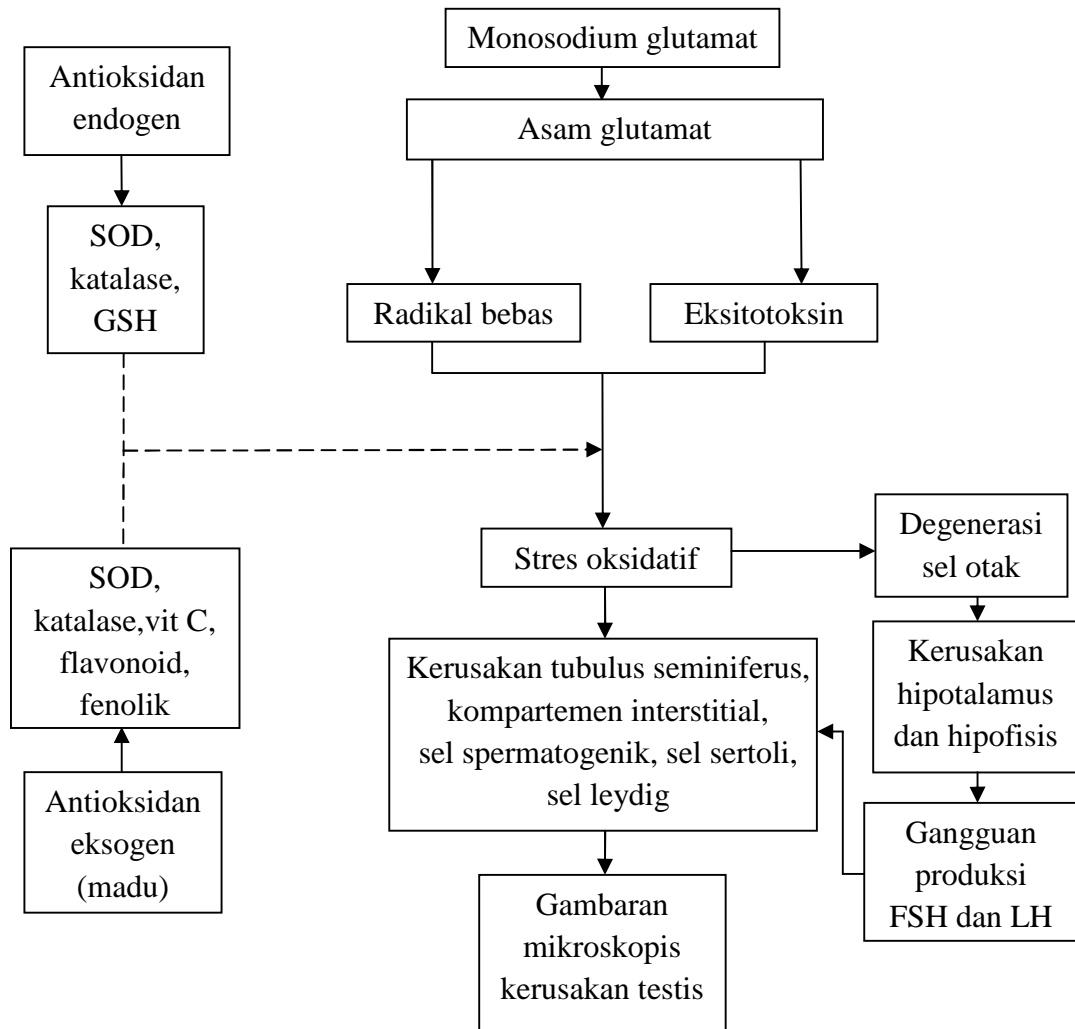 Monosodium glutamat
Antioksidan
endogen
Asam glutamat
SOD,
katalase,
GSH
Radikal bebas
Eksitotoksin
Stres oksidatif
Degenerasi
sel otak
SOD,
katalase,vit C,
flavonoid,
fenolik
Kerusakan tubulus seminiferus,
kompartemen interstitial,
sel spermatogenik, sel sertoli,
sel leydig
Kerusakan
hipotalamus
dan hipofisis
Antioksidan
eksogen
(madu)
Gangguan
produksi
FSH dan LH
Gambaran
mikroskopis
kerusakan testis